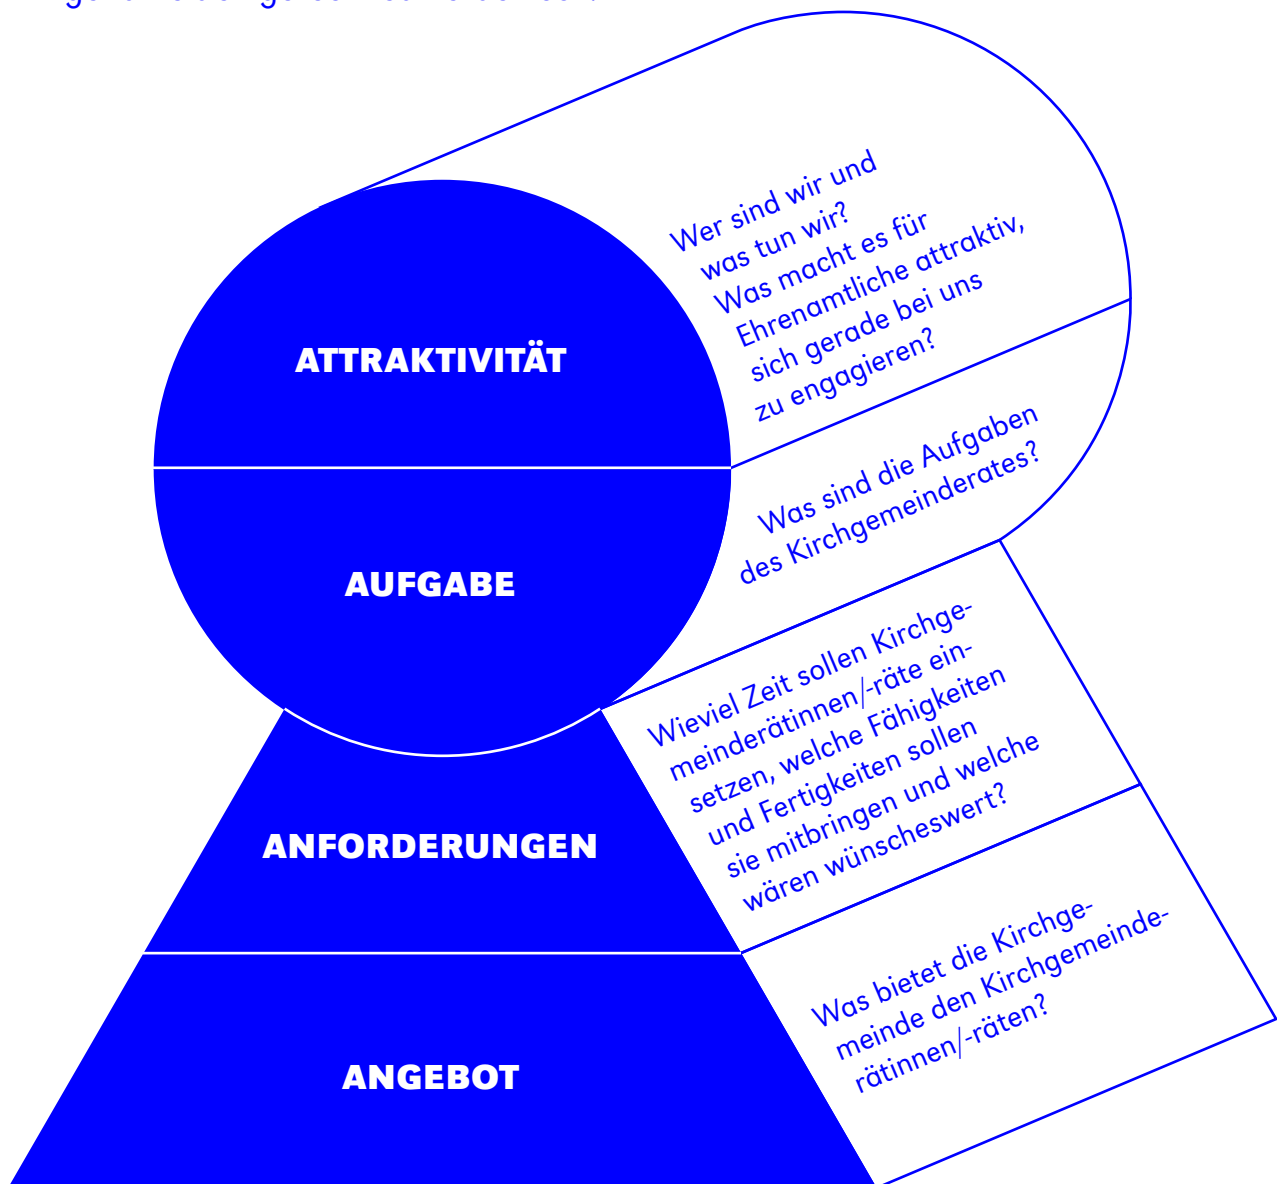 ATTRAKTIVITÄT
Wer sind wir und
was tun wir?
Was macht es für
Ehrenamtliche attraktiv,
sich gerade bei uns
zu engagieren?
AUFGABE
Was sind die Aufgaben
des Kirchgemeinderates?
ANFORDERUNGEN
Wieviel Zeit sollen Kirchge-
meinderätinnen/-räte ein-
setzen, welche Fähigkeiten
und Fertigkeiten sollen
sie mitbringen und welche
wären wünscheswert?
ANGEBOT
Was bietet die Kirchge-
meinde den Kirchgemeinde-
rätinnen/-räten?